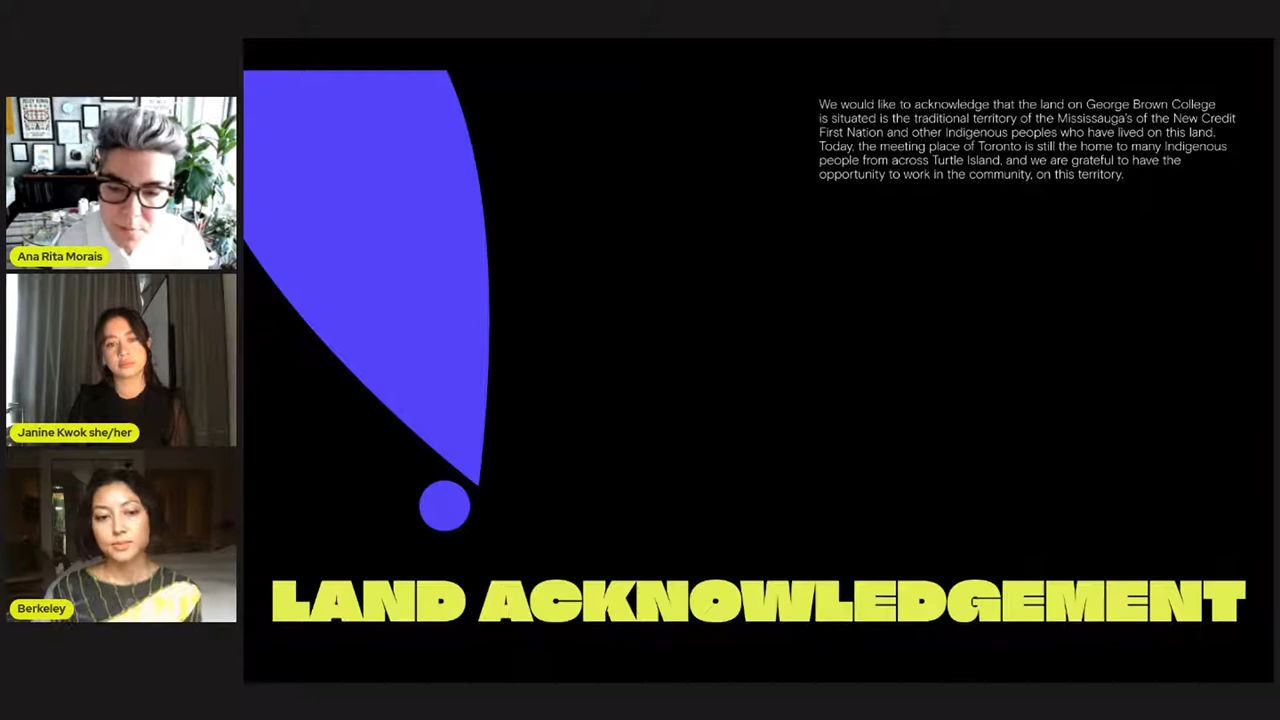 We would like to acknowledge that the land on George Brown College
is situated is the traditional territory of the Mississauga's of the New Credit
First Nation and other Indigenous peoples who have lived on this land.
Today, the meeting place of Toronto is still the home to many Indigenous
people from across Turtle Island, and we are grateful to have the
opportunity to work in the community, on this territory.
Ana Rita Morais
Janine Kwok she/her
Berkeley
LAND ACKNOWLEDGEMENT